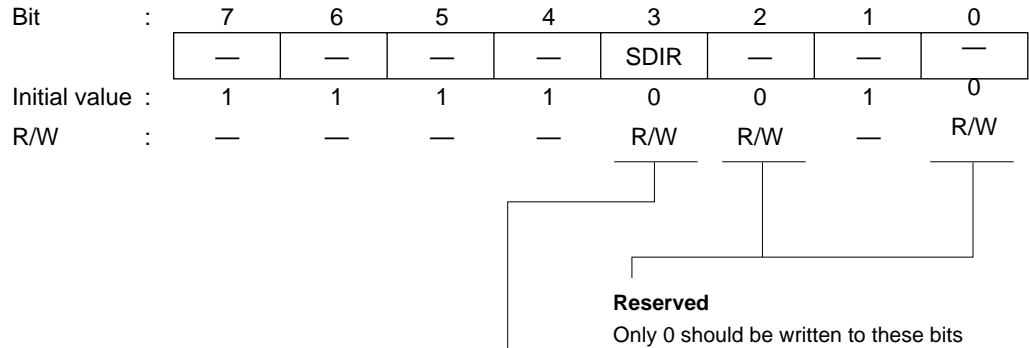 Bit : 7 6 5 4 3 2 1 0
— — — — SDIR — — —
Initial value : 1 1 1 1 0 0 1 0
R/W : — — — — R/W R/W — R/W
Reserved
Only 0 should be written to these bits